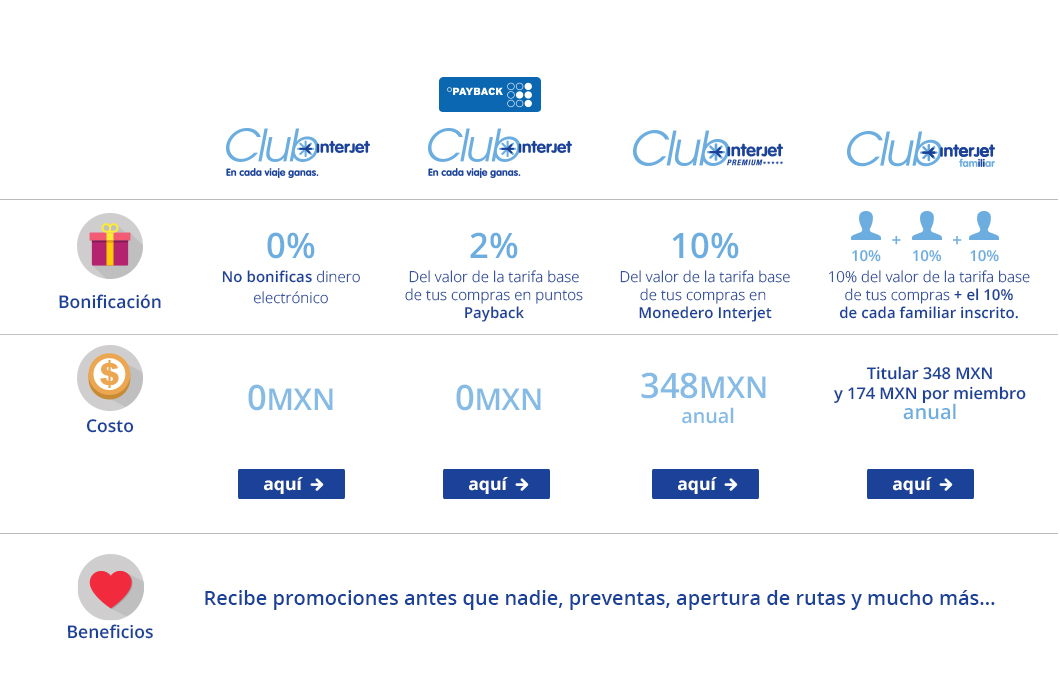 PAYBACK
Club interjet
En cada viaje ganas.
Club interjet
En cada viaje ganas.
Club interjet
PREMIUM
Club interjet
familiar
Bonificación
0%
No bonificas dinero
electrónico
2%
Del valor de la tarifa base
de tus compras en puntos
Payback
10%
Del valor de la tarifa base
de tus compras en
Monedero Interjet
+ +
10% 10% 10%
10% del valor de la tarifa base
de tus compras + el 10%
de cada familiar inscrito.
$
Costo
0MXN
0MXN
348MXN
anual
Titular 348 MXN
y 174 MXN por miembro
anual
aquí →
aquí →
aquí →
aquí →
Beneficios
Recibe promociones antes que nadie, preventas, apertura de rutas y mucho más...